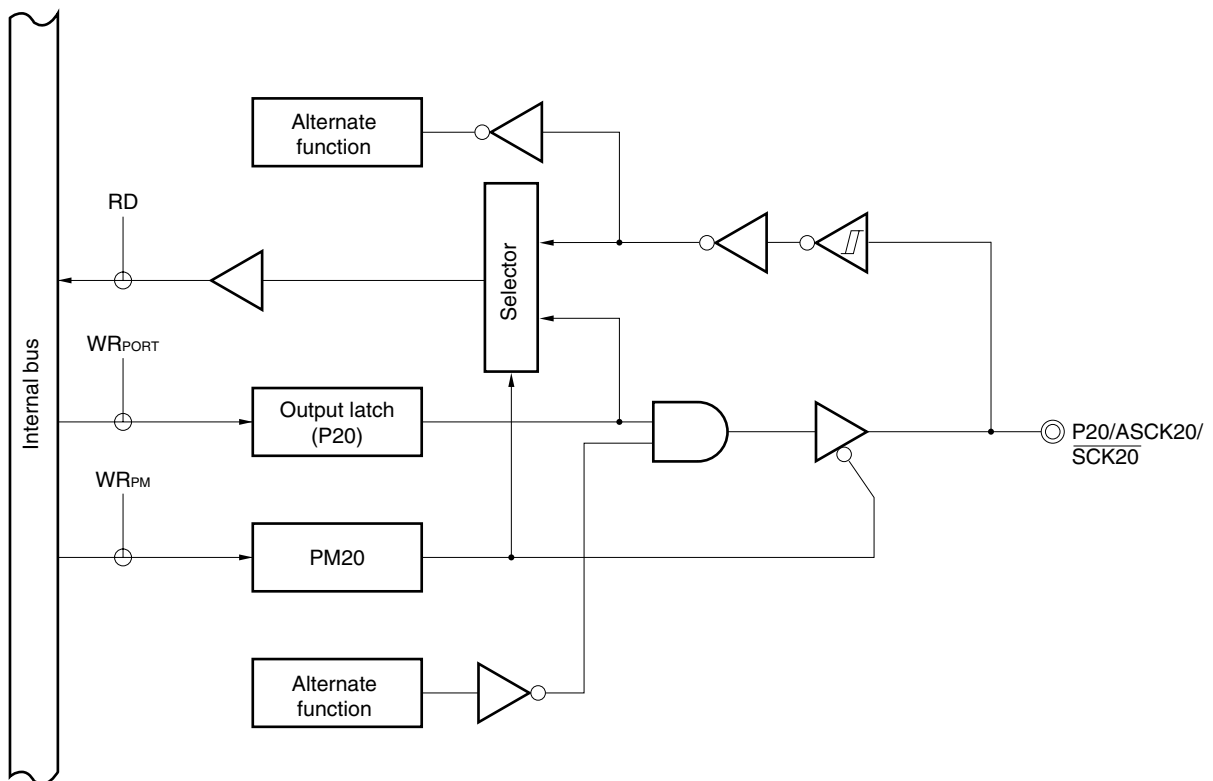 Alternate
function
RD
Selector
WRPORT
Internal bus
Output latch
(P20)
P20/ASCK20/
SCK20
WRPM
PM20
Alternate
function